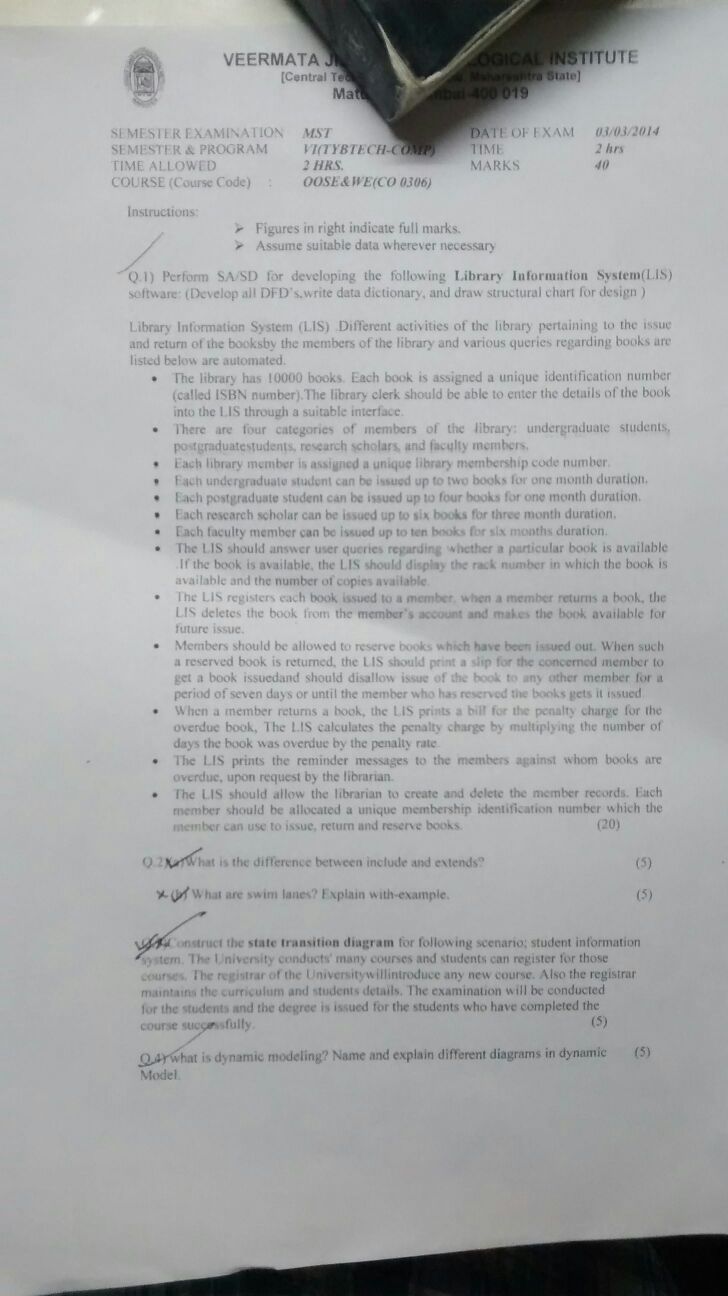 VEERMATA LOGICAL INSTITUTE
[Central Maharashtra State]
400 019
SEMESTER EXAMINATION MST DATE OF EXAM 03/03/2014
SEMESTER & PROGRAM VI(TYBTECH-COMP) TIME 2 hrs
TIME ALLOWED 2 HRS. MARKS 40
COURSE (Course Code) : OOSE&WE(CO 0306)
Instructions:
➢ Figures in right indicate full marks.
➢ Assume suitable data wherever necessary
Q.1) Perform SA/SD for developing the following Library Information System(LIS)
software: (Develop all DFD's,write data dictionary, and draw structural chart for design )
Library Information System (LIS) .Different activities of the library pertaining to the issue
and return of the booksby the members of the library and various queries regarding books are
listed below are automated.
• The library has 10000 books. Each book is assigned a unique identification number
(called ISBN number).The library clerk should be able to enter the details of the book
into the LIS through a suitable interface.
• There are four categories of members of the library: undergraduate students,
postgraduatestudents, research scholars, and faculty members.
• Each library member is assigned a unique library membership code number.
• Each undergraduate student can be issued up to two books for one month duration.
• Each postgraduate student can be issued up to four books for one month duration.
• Each research scholar can be issued up to six books for three month duration.
• Each faculty member can be issued up to ten books for six months duration.
• The LIS should answer user queries regarding whether a particular book is available
.If the book is available, the LIS should display the rack number in which the book is
available and the number of copies available.
• The LIS registers each book issued to a member. when a member returns a book, the
LIS deletes the book from the member's account and makes the book available for
future issue.
• Members should be allowed to reserve books which have been issued out. When such
a reserved book is returned, the LIS should print a slip for the concerned member to
get a book issuedand should disallow issue of the book to any other member for a
period of seven days or until the member who has reserved the books gets it issued.
• When a member returns a book, the LIS prints a bill for the penalty charge for the
overdue book, The LIS calculates the penalty charge by multiplying the number of
days the book was overdue by the penalty rate.
• The LIS prints the reminder messages to the members against whom books are
overdue, upon request by the librarian.
• The LIS should allow the librarian to create and delete the member records. Each
member should be allocated a unique membership identification number which the
member can use to issue, return and reserve books. (20)
Q.2 (a)What is the difference between include and extends? (5)
(b) What are swim lanes? Explain with-example. (5)
Construct the state transition diagram for following scenario; student information
system. The University conducts' many courses and students can register for those
courses. The registrar of the Universitywillintroduce any new course. Also the registrar
maintains the curriculum and students details. The examination will be conducted
for the students and the degree is issued for the students who have completed the
course successfully. (5)
Q.4) what is dynamic modeling? Name and explain different diagrams in dynamic (5)
Model.